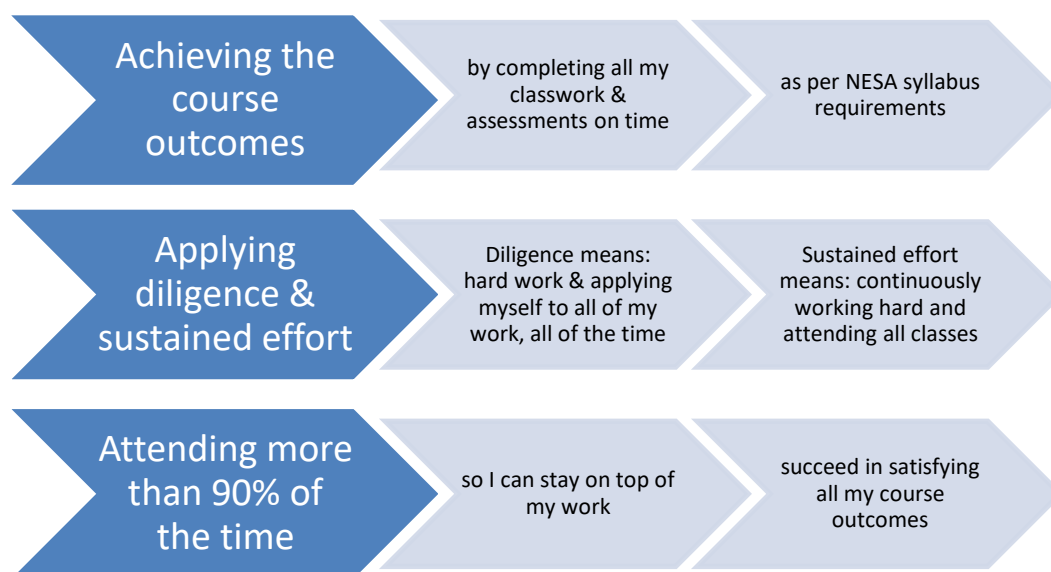 Achieving the
course
outcomes
by completing all my
classwork &
assessments on time
as per NESA syllabus
requirements
Applying
diligence &
sustained effort
Diligence means:
hard work & applying
myself to all of my
work, all of the time
Sustained effort
means: continuously
working hard and
attending all classes
Attending more
than 90% of
the time
so I can stay on top of
my work
succeed in satisfying
all my course
outcomes